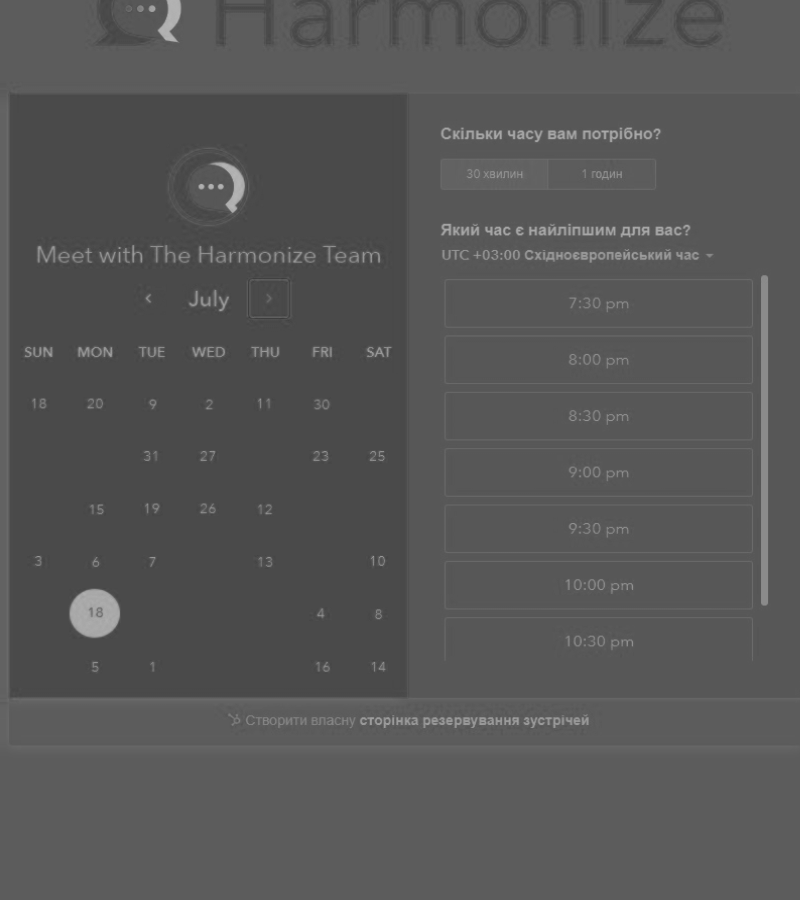 Harmonize
Meet with The Harmonize Team
July
SUN MON TUE WED THU FRI SAT
18 20 9 2 11 30
31 27 23 25
15 19 26 12
3 6 7 13 10
18 4 8
5 1 16 14
Скільки часу вам потрібно?
30 хвилин 1 годин
Який час є найліпшим для вас?
UTC +03:00 Східноєвропейський час
7:30 pm
8:00 pm
8:30 pm
9:00 pm
9:30 pm
10:00 pm
10:30 pm
Створити власну сторінка резервування зустрічей